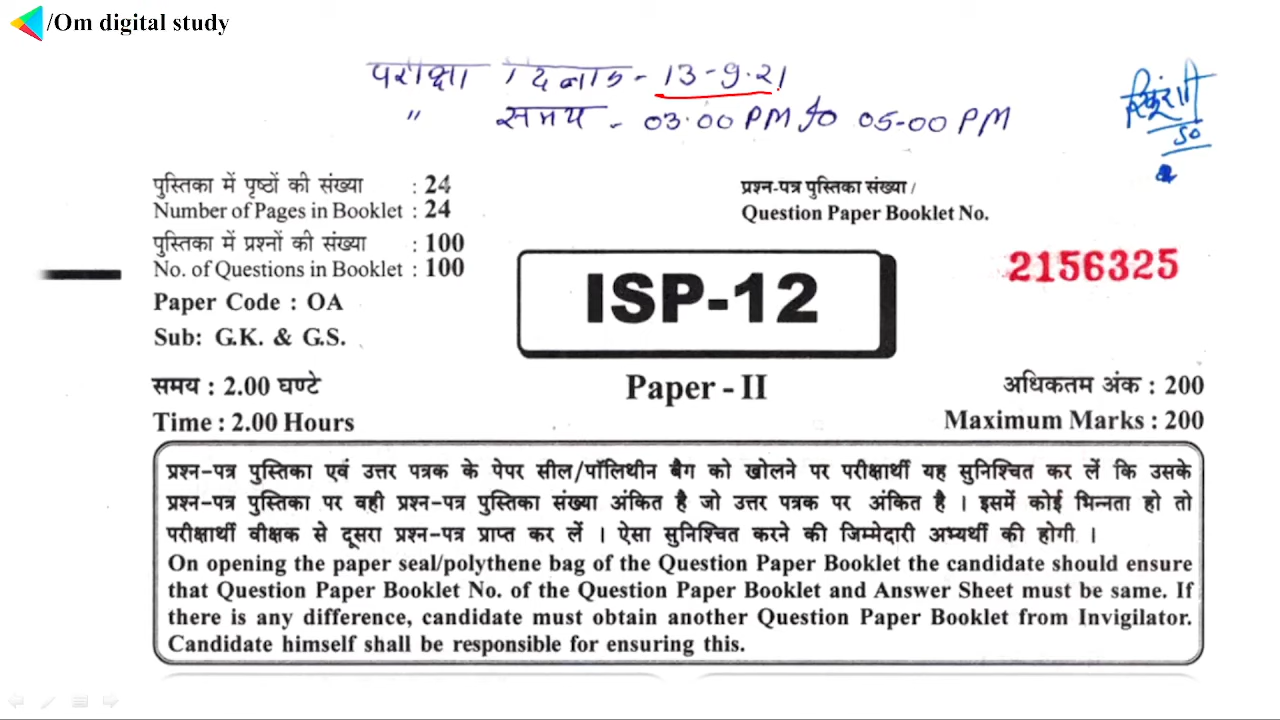 /Om digital study
परीक्षा दिनांक - 13-9-21
" समय - 03:00 PM to 05-00 PM
50
पुस्तिका में पृष्ठों की संख्या : 24
Number of Pages in Booklet : 24
पुस्तिका में प्रश्नों की संख्या : 100
No. of Questions in Booklet : 100
Paper Code : OA
Sub: G.K. & G.S.
प्रश्न-पत्र पुस्तिका संख्या /
Question Paper Booklet No.
2156325
ISP-12
समय : 2.00 घण्टे
Time : 2.00 Hours
Paper - II
अधिकतम अंक : 200
Maximum Marks : 200
प्रश्न-पत्र पुस्तिका एवं उत्तर पत्रक के पेपर सील/पॉलिथीन बैग को खोलने पर परीक्षार्थी यह सुनिश्चित कर लें कि उसके
प्रश्न-पत्र पुस्तिका पर वही प्रश्न-पत्र पुस्तिका संख्या अंकित है जो उत्तर पत्रक पर अंकित है । इसमें कोई भिन्नता हो तो
परीक्षार्थी वीक्षक से दूसरा प्रश्न-पत्र प्राप्त कर लें । ऐसा सुनिश्चित करने की जिम्मेदारी अभ्यर्थी की होगी ।
On opening the paper seal/polythene bag of the Question Paper Booklet the candidate should ensure
that Question Paper Booklet No. of the Question Paper Booklet and Answer Sheet must be same. If
there is any difference, candidate must obtain another Question Paper Booklet from Invigilator.
Candidate himself shall be responsible for ensuring this.